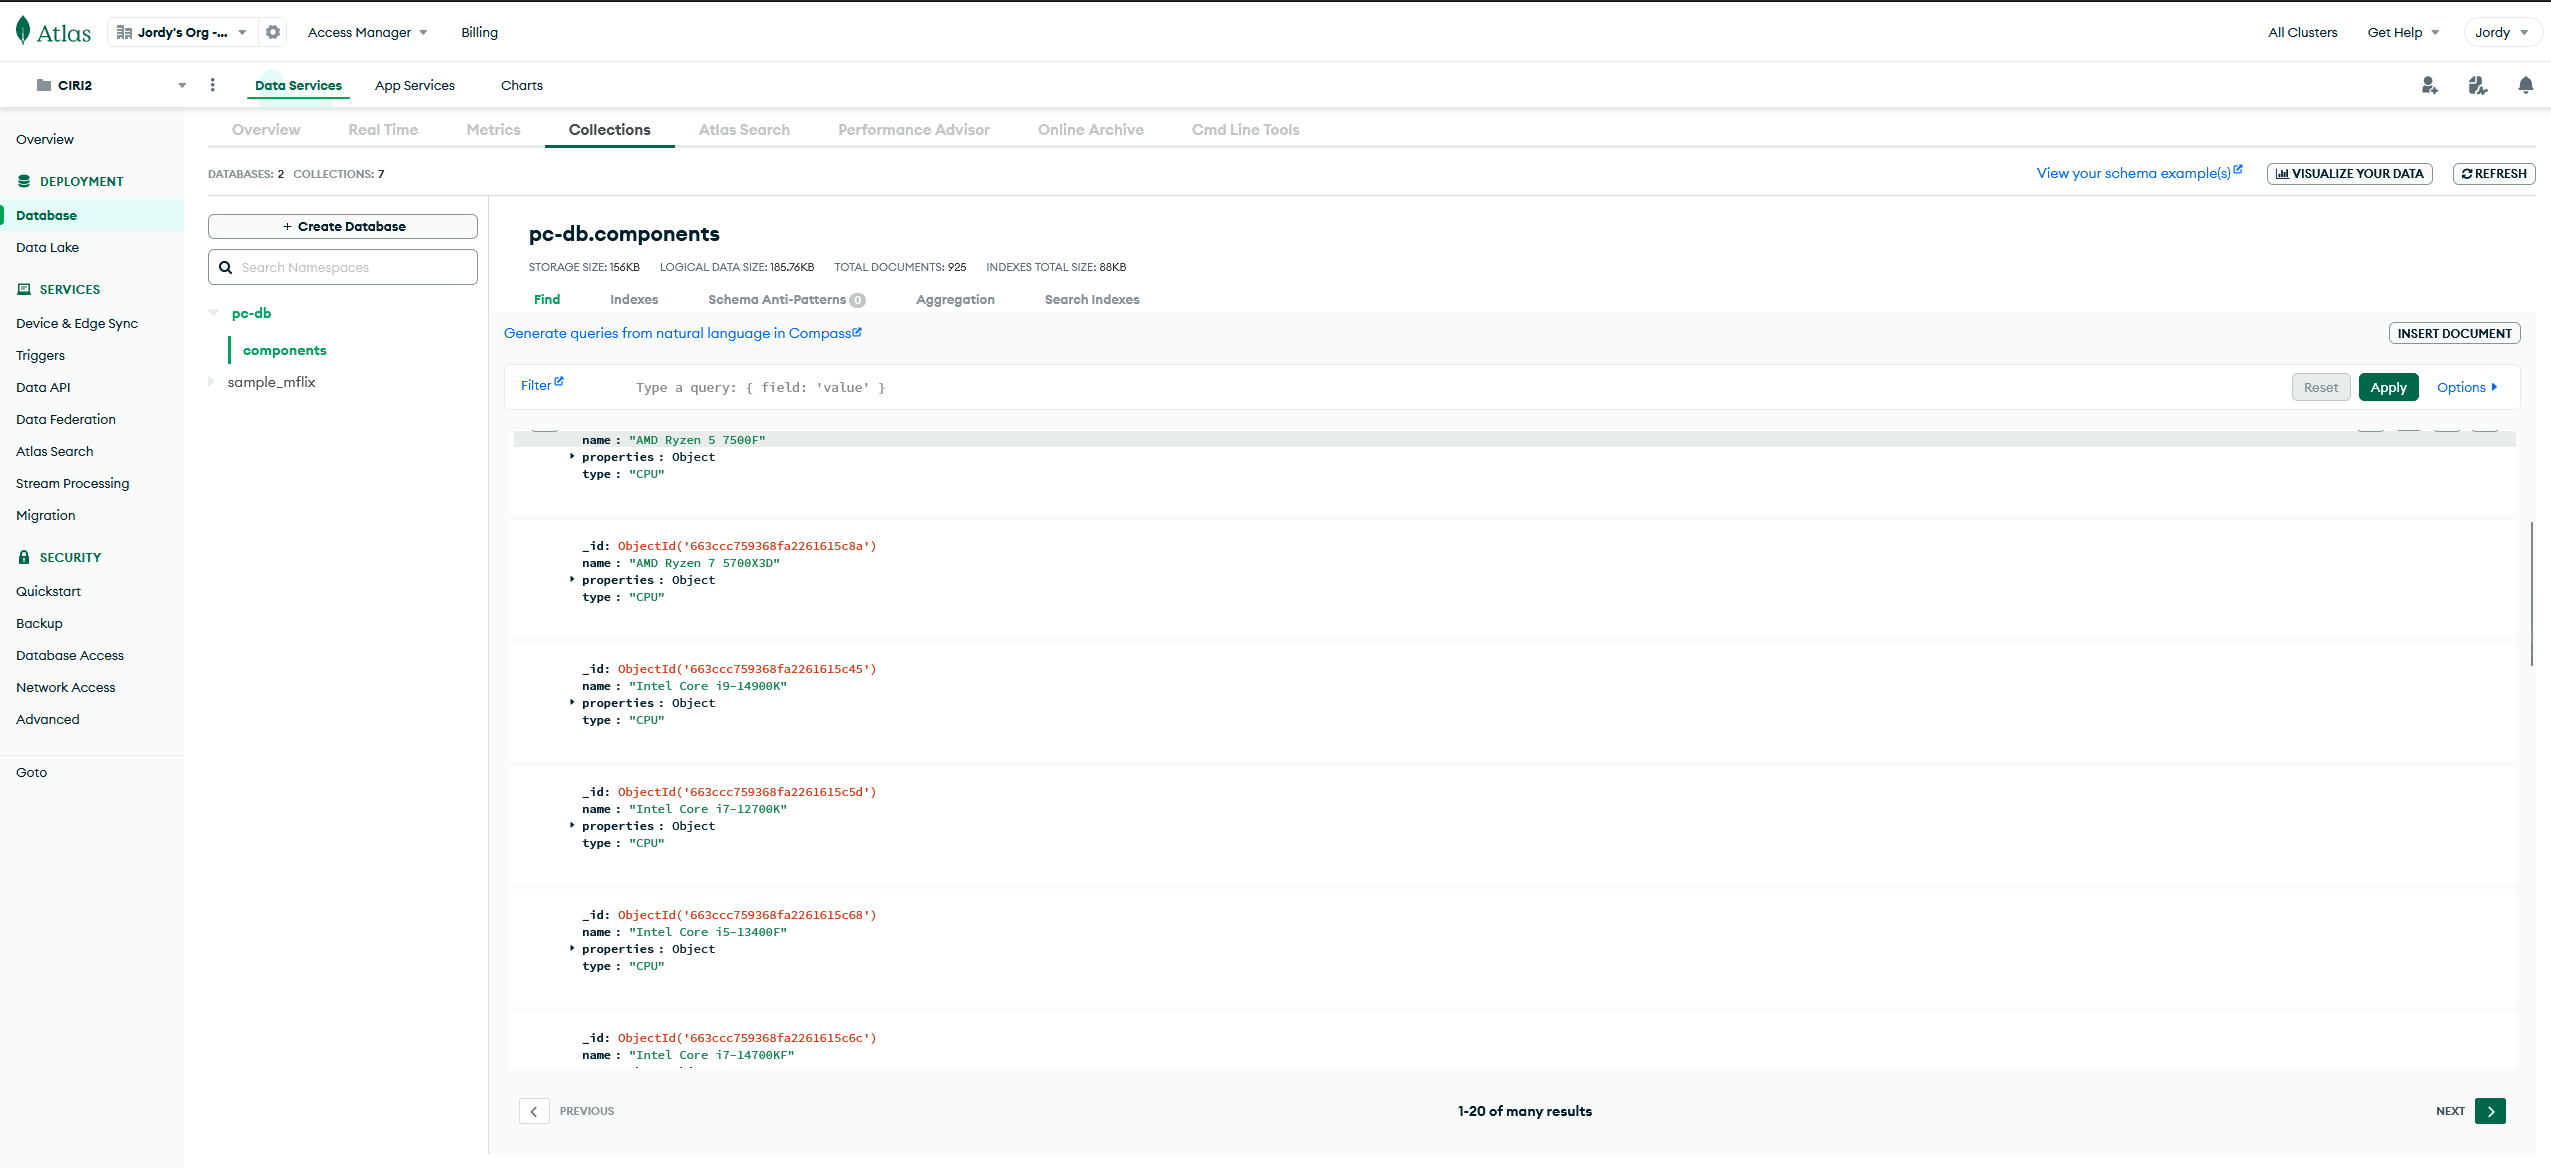 Atlas
Jordy's Org -...
Access Manager
Billing
All Clusters
Get Help
Jordy
CIRI2
Data Services
App Services
Charts
Overview
DEPLOYMENT
Database
Data Lake
SERVICES
Device & Edge Sync
Triggers
Data API
Data Federation
Atlas Search
Stream Processing
Migration
SECURITY
Quickstart
Backup
Database Access
Network Access
Advanced
Goto
Overview
Real Time
Metrics
Collections
Atlas Search
Performance Advisor
Online Archive
Cmd Line Tools
DATABASES: 2 COLLECTIONS: 7
View your schema example(s)
VISUALIZE YOUR DATA
REFRESH
+ Create Database
Search Namespaces
pc-db
components
sample_mflix
pc-db.components
STORAGE SIZE: 156KB LOGICAL DATA SIZE: 185.76KB TOTAL DOCUMENTS: 925 INDEXES TOTAL SIZE: 88KB
Find
Indexes
Schema Anti-Patterns 0
Aggregation
Search Indexes
Generate queries from natural language in Compass
INSERT DOCUMENT
Filter
Type a query: { field: 'value' }
Reset
Apply
Options
name : "AMD Ryzen 5 7500F"
properties : Object
type : "CPU"
_id: ObjectId('663ccc759368fa2261615c8a')
name : "AMD Ryzen 7 5700X3D"
properties : Object
type : "CPU"
_id: ObjectId('663ccc759368fa2261615c45')
name : "Intel Core i9-14900K"
properties : Object
type : "CPU"
_id: ObjectId('663ccc759368fa2261615c5d')
name : "Intel Core i7-12700K"
properties : Object
type : "CPU"
_id: ObjectId('663ccc759368fa2261615c68')
name : "Intel Core i5-13400F"
properties : Object
type : "CPU"
_id: ObjectId('663ccc759368fa2261615c6c')
name : "Intel Core i7-14700KF"
PREVIOUS
1-20 of many results
NEXT